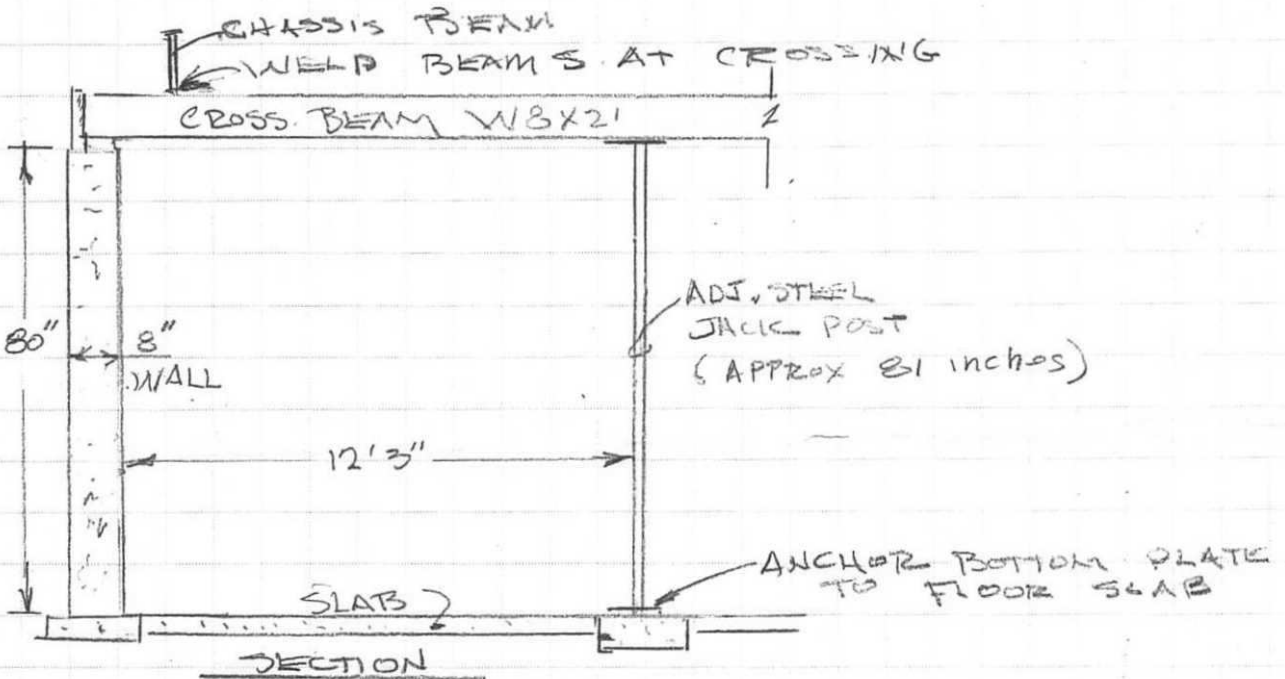 CHASSIS BEAM
WELD BEAMS AT CROSSING
CROSS BEAM W8X21
80"
8"
WALL
ADJ. STEEL
JACK POST
(APPROX 81 inches)
12'3"
ANCHOR BOTTOM PLATE
TO FLOOR SLAB
SLAB
SECTION